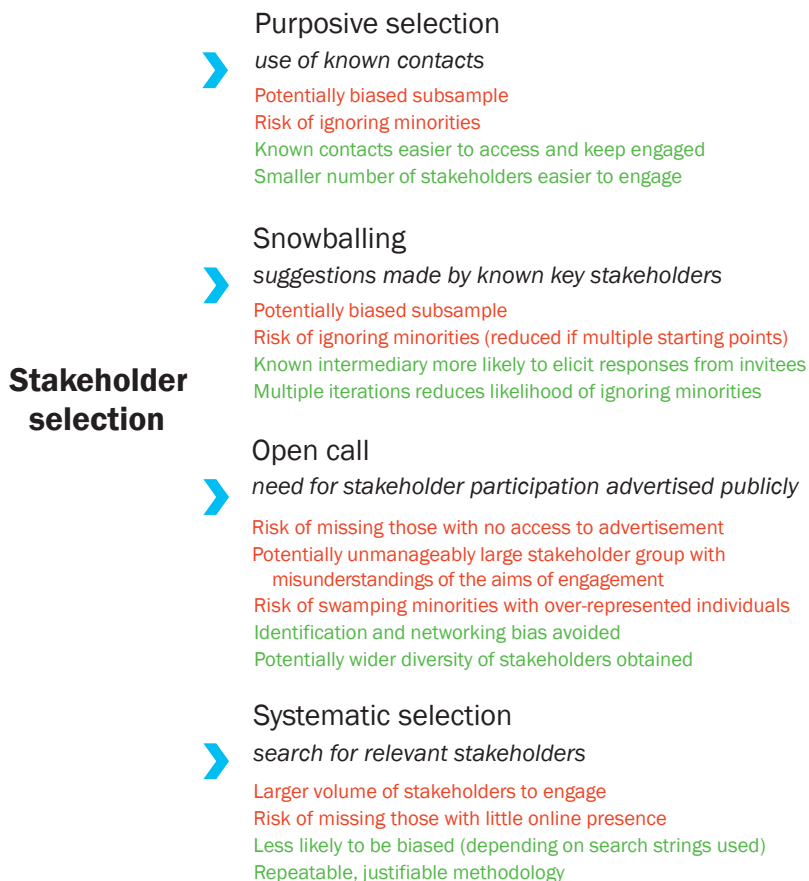 Purposive selection
use of known contacts
Potentially biased subsample
Risk of ignoring minorities
Known contacts easier to access and keep engaged
Smaller number of stakeholders easier to engage
Snowballing
suggestions made by known key stakeholders
Potentially biased subsample
Risk of ignoring minorities (reduced if multiple starting points)
Known intermediary more likely to elicit responses from invitees
Multiple iterations reduces likelihood of ignoring minorities
Stakeholder
selection
Open call
need for stakeholder participation advertised publicly
Risk of missing those with no access to advertisement
Potentially unmanageably large stakeholder group with
misunderstandings of the aims of engagement
Risk of swamping minorities with over-represented individuals
Identification and networking bias avoided
Potentially wider diversity of stakeholders obtained
Systematic selection
search for relevant stakeholders
Larger volume of stakeholders to engage
Risk of missing those with little online presence
Less likely to be biased (depending on search strings used)
Repeatable, justifiable methodology